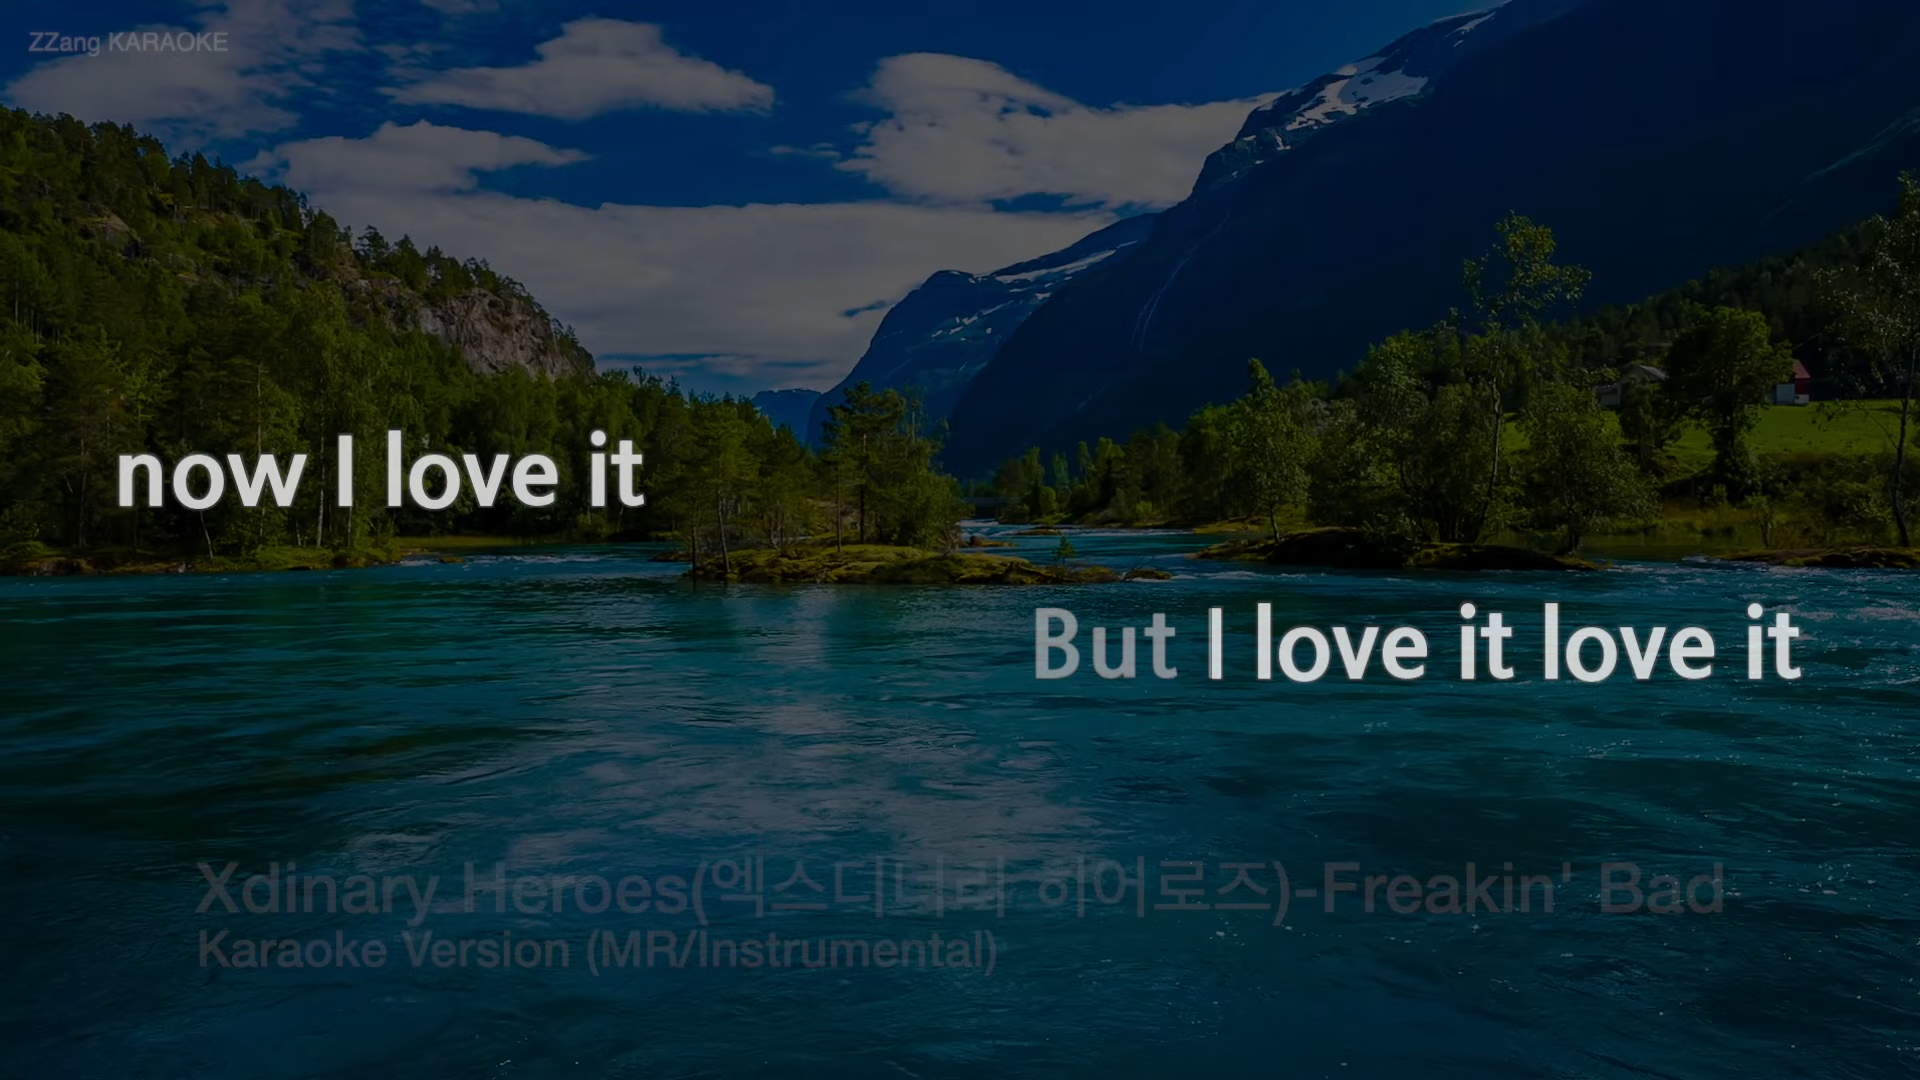 ZZang KARAOKE
now I love it
But I love it love it
Xdinary Heroes(엑스디너리 히어로즈)-Freakin' Bad
Karaoke Version (MR/Instrumental)